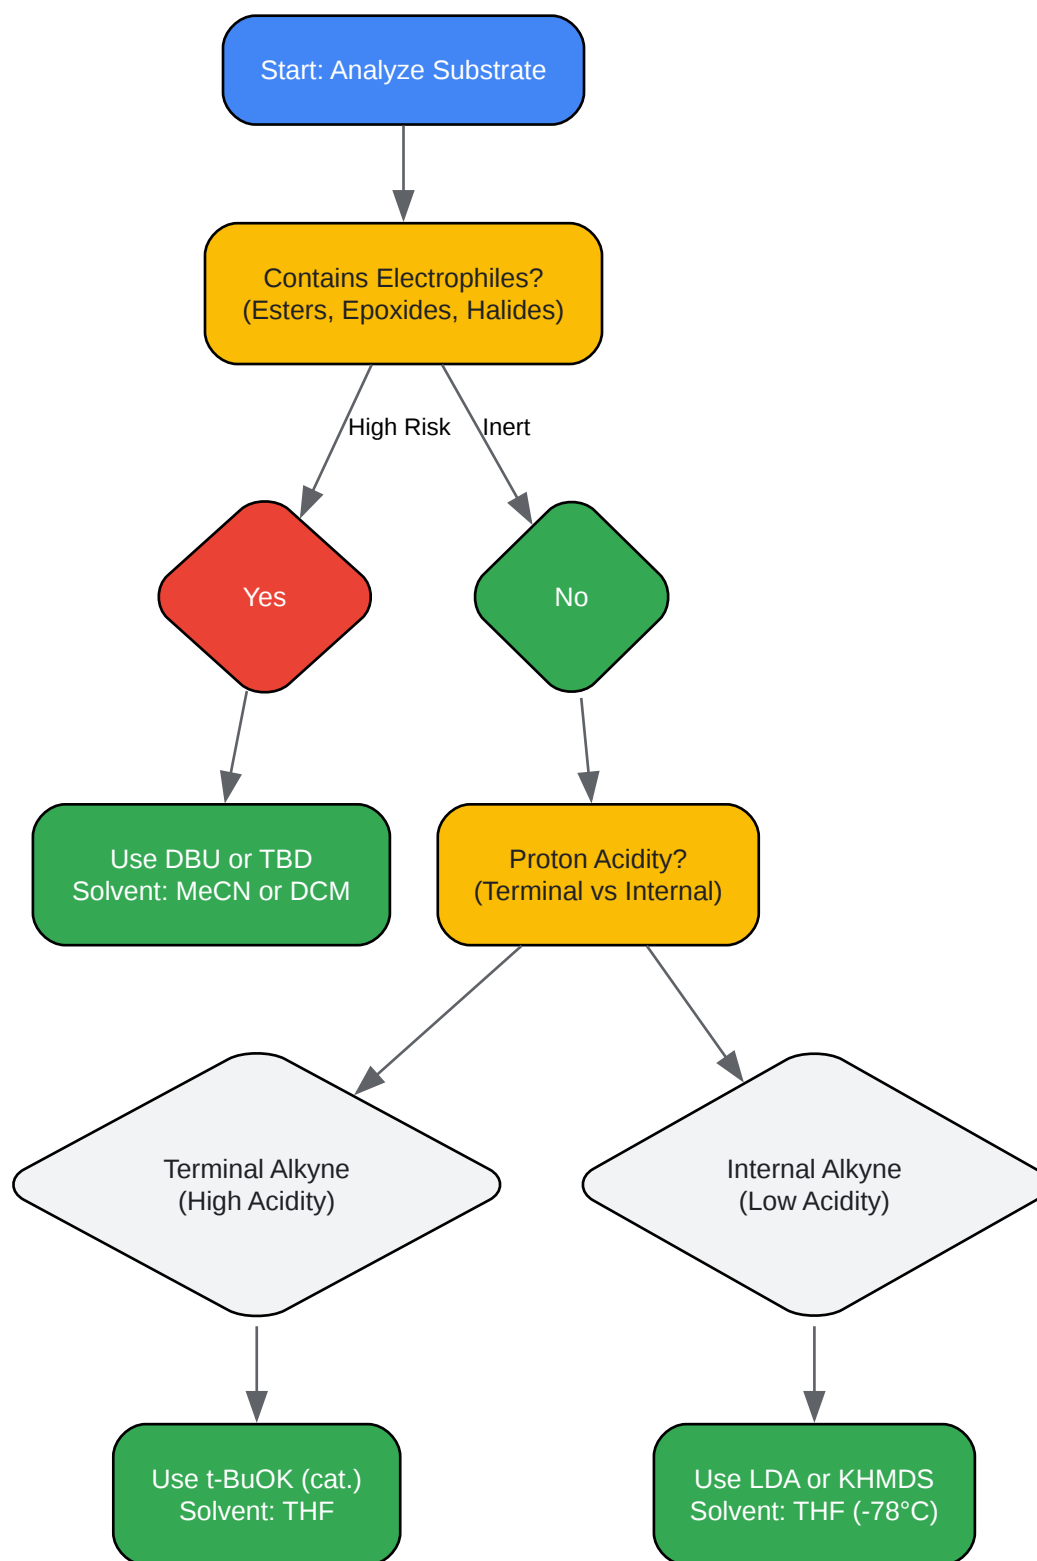 Start: Analyze Substrate
Contains Electrophiles?
(Esters, Epoxides, Halides)
High Risk
Inert
Yes
No
Use DBU or TBD
Solvent: MeCN or DCM
Proton Acidity?
(Terminal vs Internal)
Terminal Alkyne
(High Acidity)
Internal Alkyne
(Low Acidity)
Use t-BuOK (cat.)
Solvent: THF
Use LDA or KHMDS
Solvent: THF (-78°C)